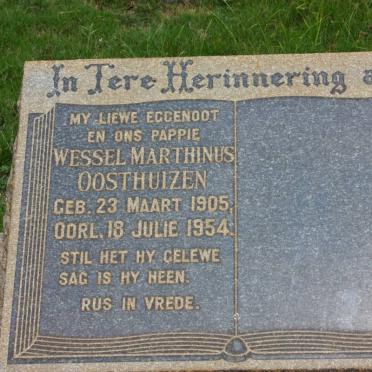 In Tere Herinnering a
MY LIEWE EGGENOOT
EN ONS PAPPIE
WESSEL MARTHINUS
OOSTHUIZEN
GEB. 23 MAART 1905.
OORL. 18 JULIE 1954.
STIL HET HY GELEWE
SAG IS HY HEEN.
RUS IN VREDE.